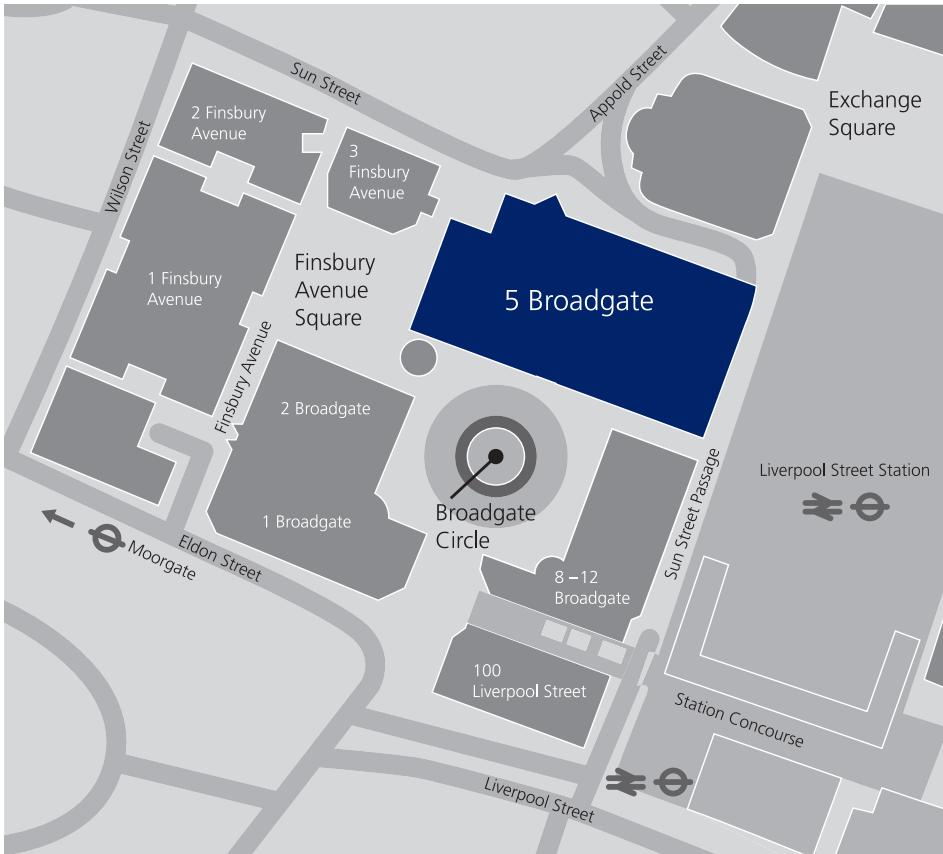 Sun Street
Appold Street
Exchange
Square
2 Finsbury
Avenue
3
Finsbury
Avenue
Wilson Street
1 Finsbury
Avenue
Finsbury
Avenue
Square
5 Broadgate
Finsbury Avenue
2 Broadgate
1 Broadgate
Broadgate
Circle
Liverpool Street Station
Sun Street Passage
Moorgate
Eldon Street
8 – 12
Broadgate
100
Liverpool Street
Station Concourse
Liverpool Street